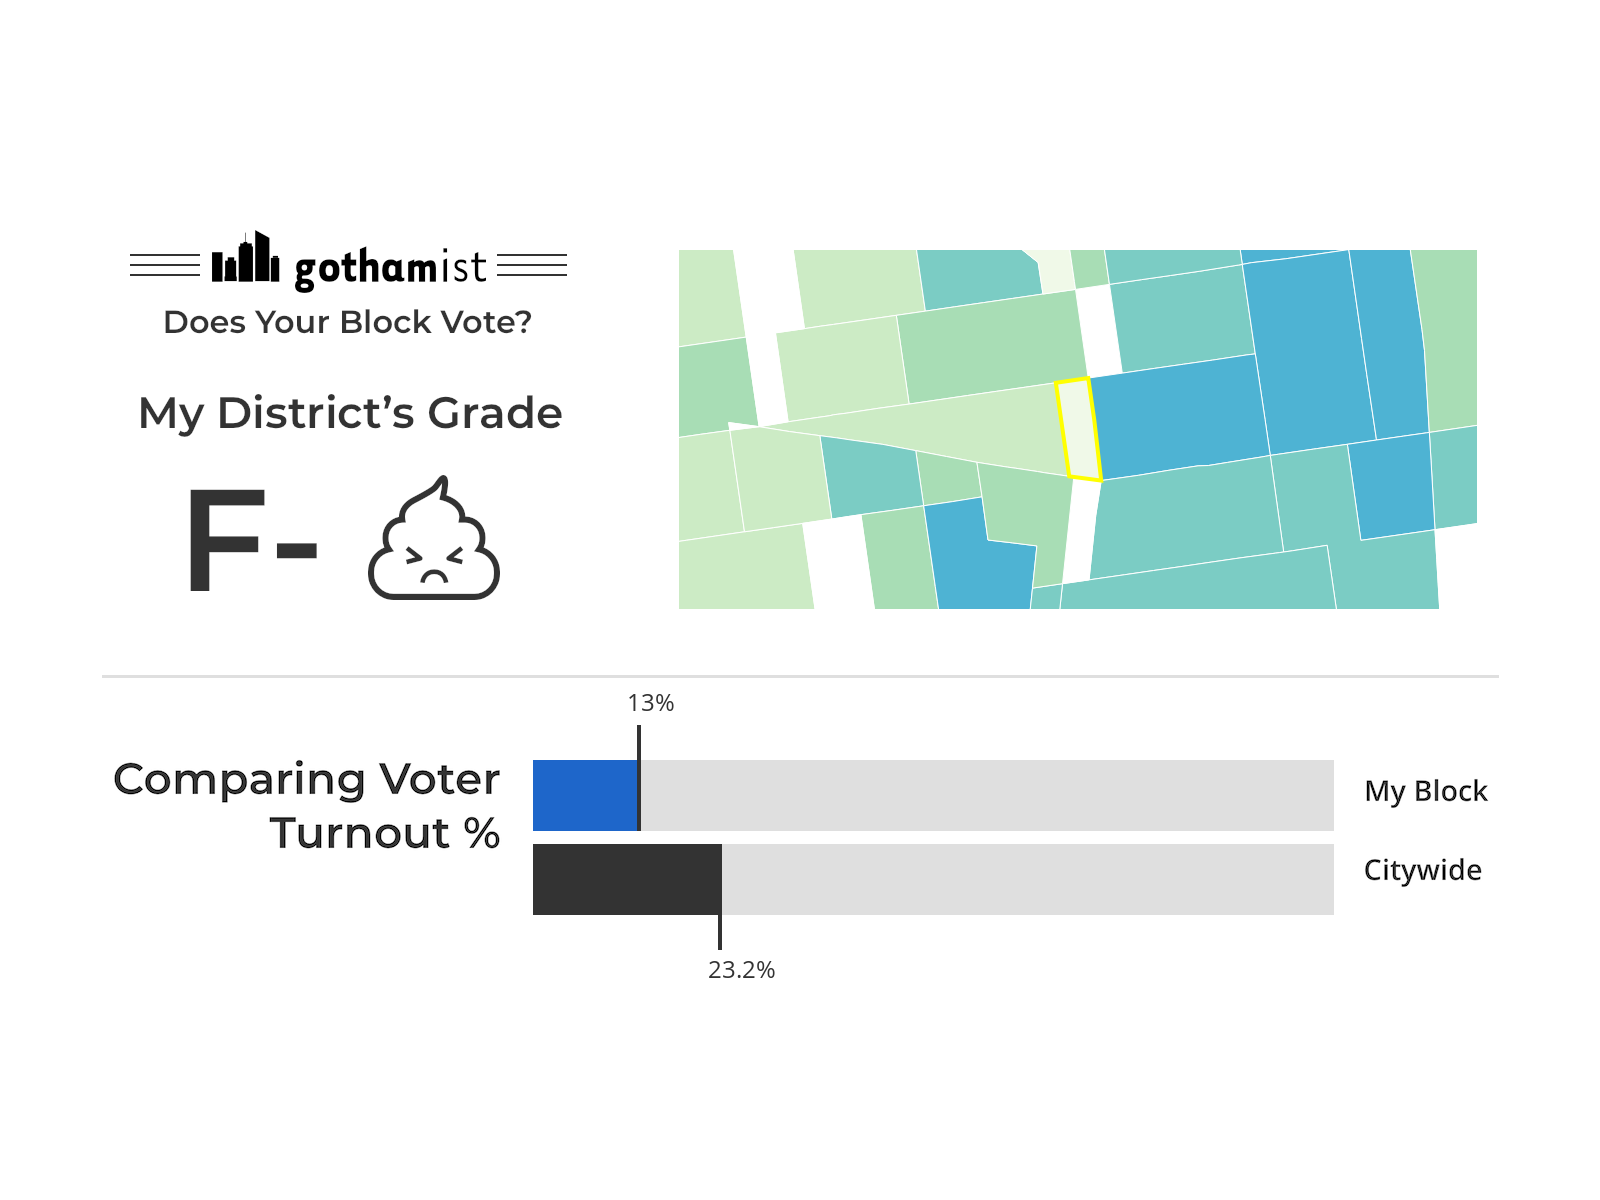 gothamist
Does Your Block Vote?
My District’s Grade
F-
13%
Comparing Voter
Turnout %
My Block
Citywide
23.2%